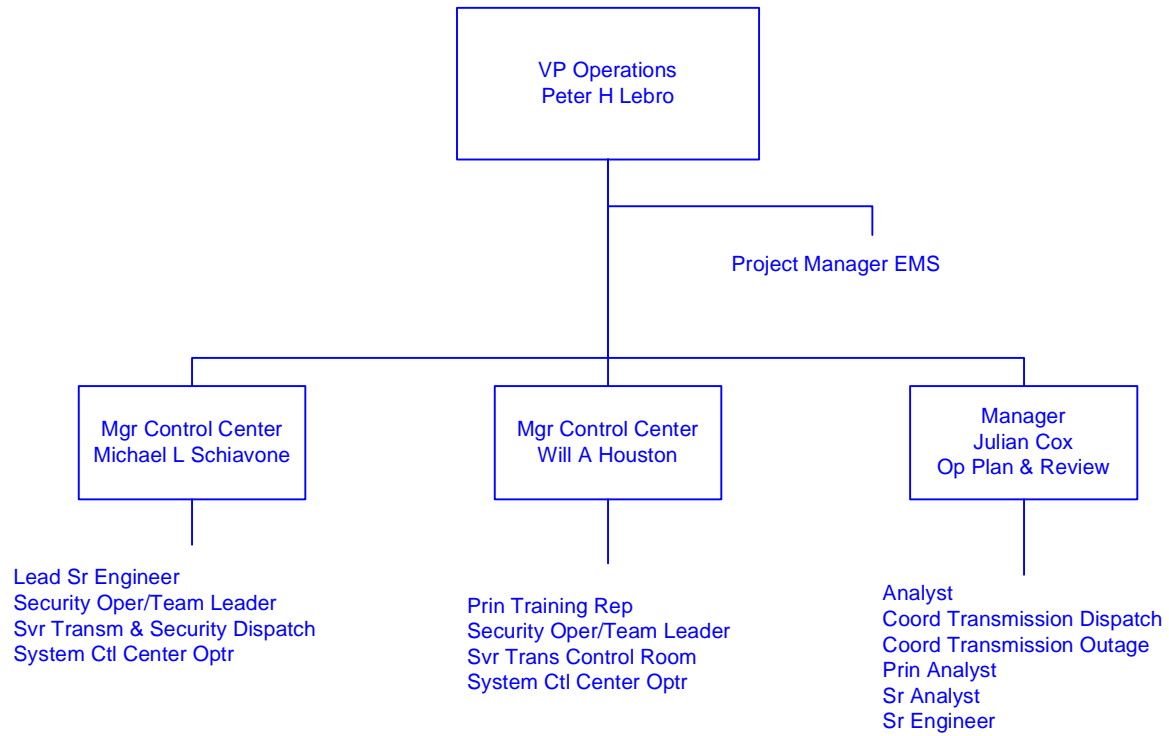 VP Operations
Peter H Lebro
Project Manager EMS
Mgr Control Center
Michael L Schiavone
Mgr Control Center
Will A Houston
Manager
Julian Cox
Op Plan & Review
Lead Sr Engineer
Security Oper/Team Leader
Svr Transm & Security Dispatch
System Ctl Center Optr
Prin Training Rep
Security Oper/Team Leader
Svr Trans Control Room
System Ctl Center Optr
Analyst
Coord Transmission Dispatch
Coord Transmission Outage
Prin Analyst
Sr Analyst
Sr Engineer